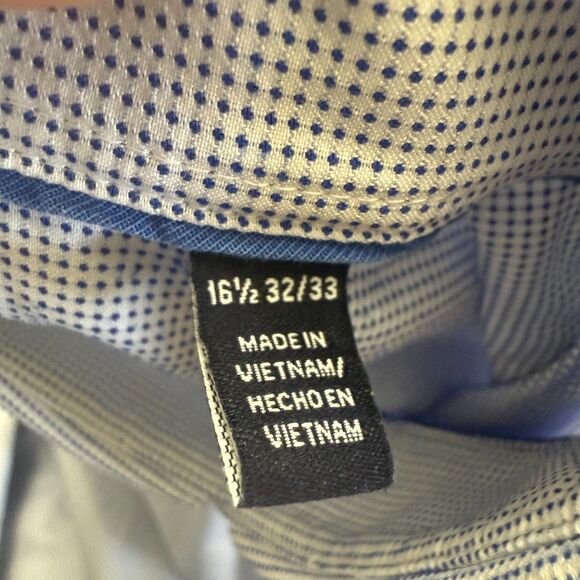 16½ 32/33
MADE IN
VIETNAM/
HECHO EN
VIETNAM